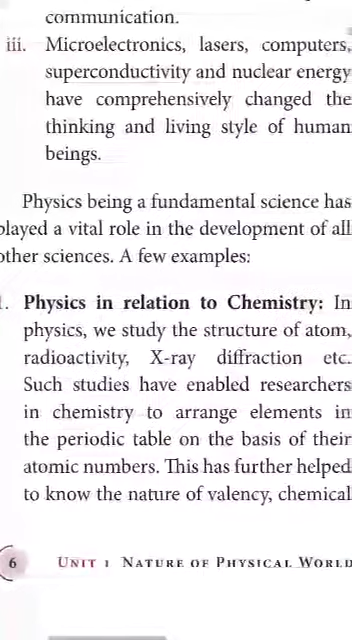 communication.
iii. Microelectronics, lasers, computers,
superconductivity and nuclear energy
have comprehensively changed the
thinking and living style of human
beings.
Physics being a fundamental science has
played a vital role in the development of all
other sciences. A few examples:
1. Physics in relation to Chemistry: In
physics, we study the structure of atom,
radioactivity, X-ray diffraction etc.
Such studies have enabled researchers
in chemistry to arrange elements in
the periodic table on the basis of their
atomic numbers. This has further helped
to know the nature of valency, chemical
6 UNIT 1 NATURE OF PHYSICAL WORLD